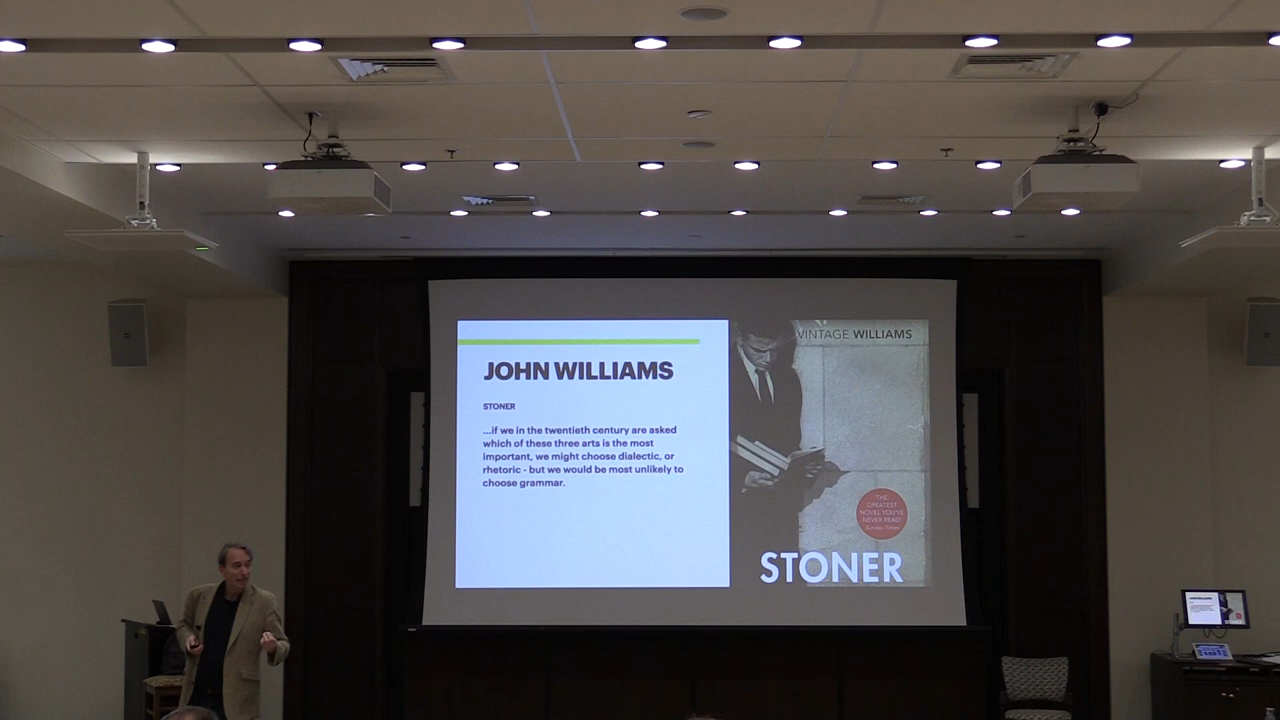 JOHN WILLIAMS
STONER
...if we in the twentieth century are asked
which of these three arts is the most
important, we might choose dialectic, or
rhetoric - but we would be most unlikely to
choose grammar.
VINTAGE WILLIAMS
'THE
GREATEST
NOVEL YOU'VE
NEVER READ'
Sunday Times
STONER